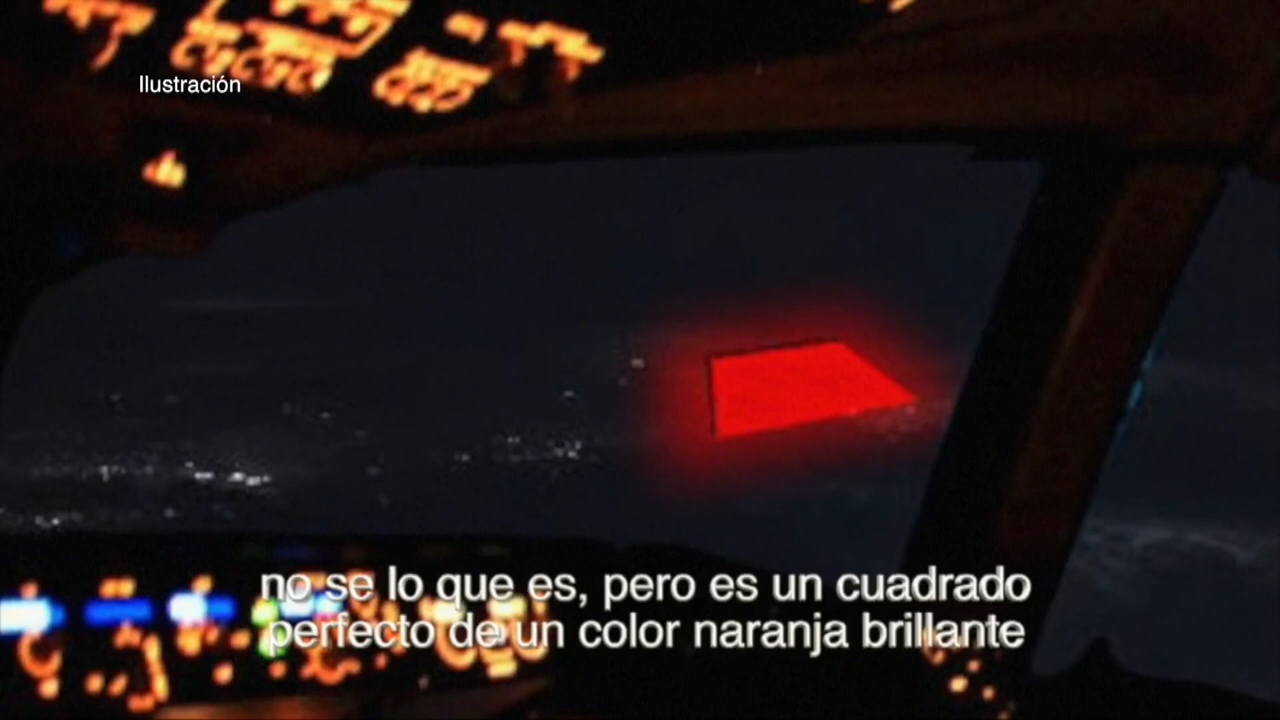 Ilustración
no se lo que es, pero es un cuadrado
perfecto de un color naranja brillante